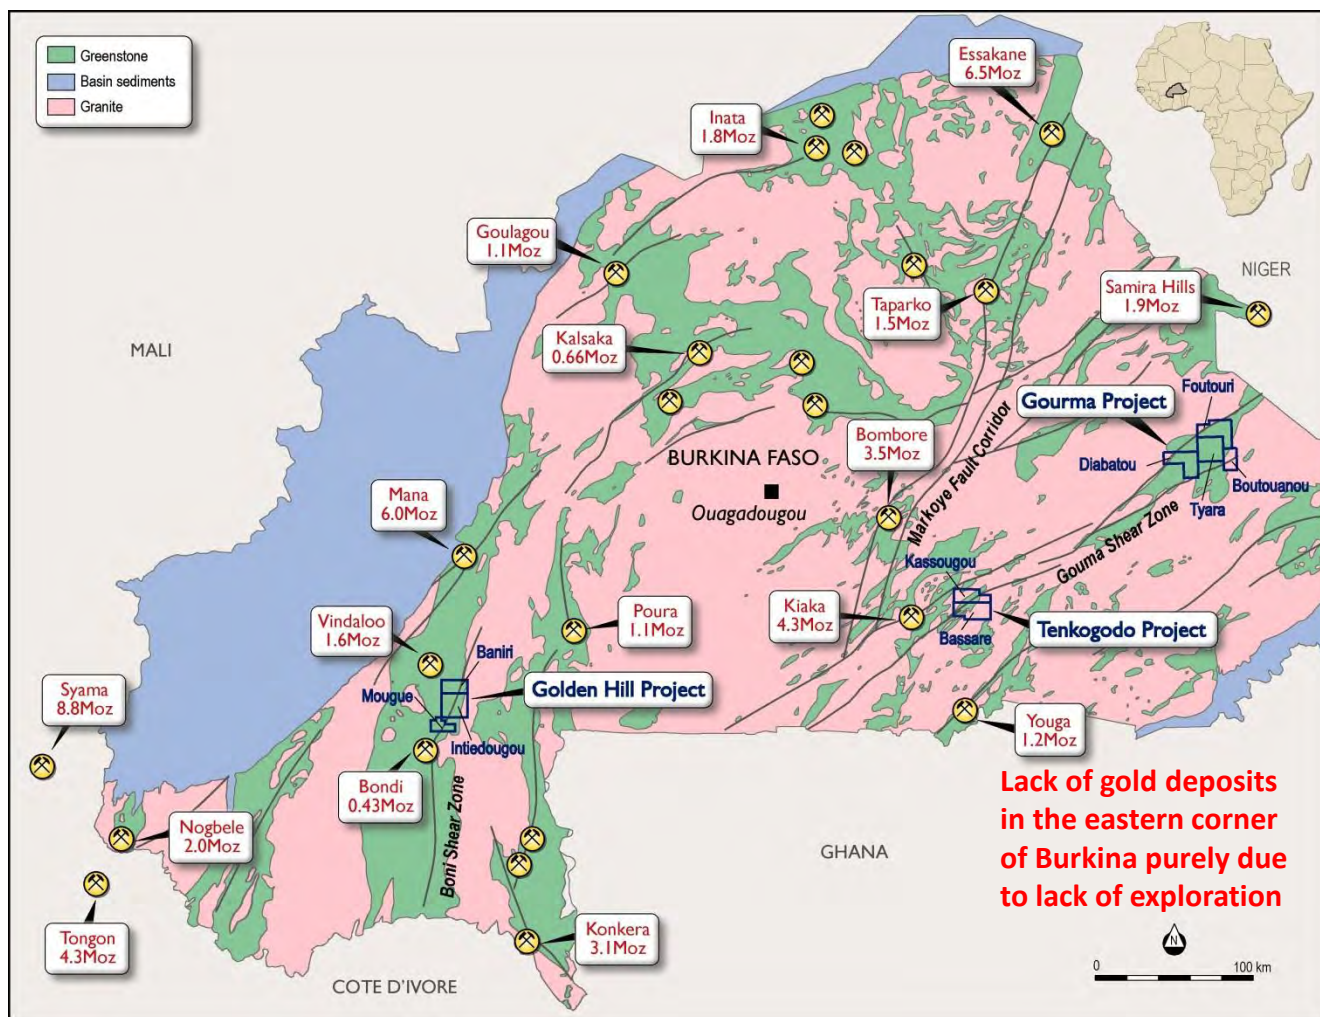 Greenstone
Basin sediments
Granite
Essakane
6.5Moz
Inata
1.8Moz
Goulagou
1.1Moz
NIGER
Samira Hills
1.9Moz
Taparko
1.5Moz
MALI
Kalsaka
0.66Moz
Foutouri
Gourma Project
Bombore
3.5Moz
Markoye Fault Corridor
BURKINA FASO
Ouagadougou
Diabatou
Boutouanou
Tyara
Mana
6.0Moz
Gouma Shear Zone
Kassougou
Kiaka
4.3Moz
Bassare
Tenkogodo Project
Vindaloo
1.6Moz
Poura
1.1Moz
Baniri
Mougue
Golden Hill Project
Intiedougou
Syama
8.8Moz
Youga
1.2Moz
Bondi
0.43Moz
Boni Shear Zone
Nogbele
2.0Moz
Lack of gold deposits
in the eastern corner
of Burkina purely due
to lack of exploration
GHANA
Tongon
4.3Moz
Konkera
3.1Moz
COTE D'IVORE
N
0
100 km